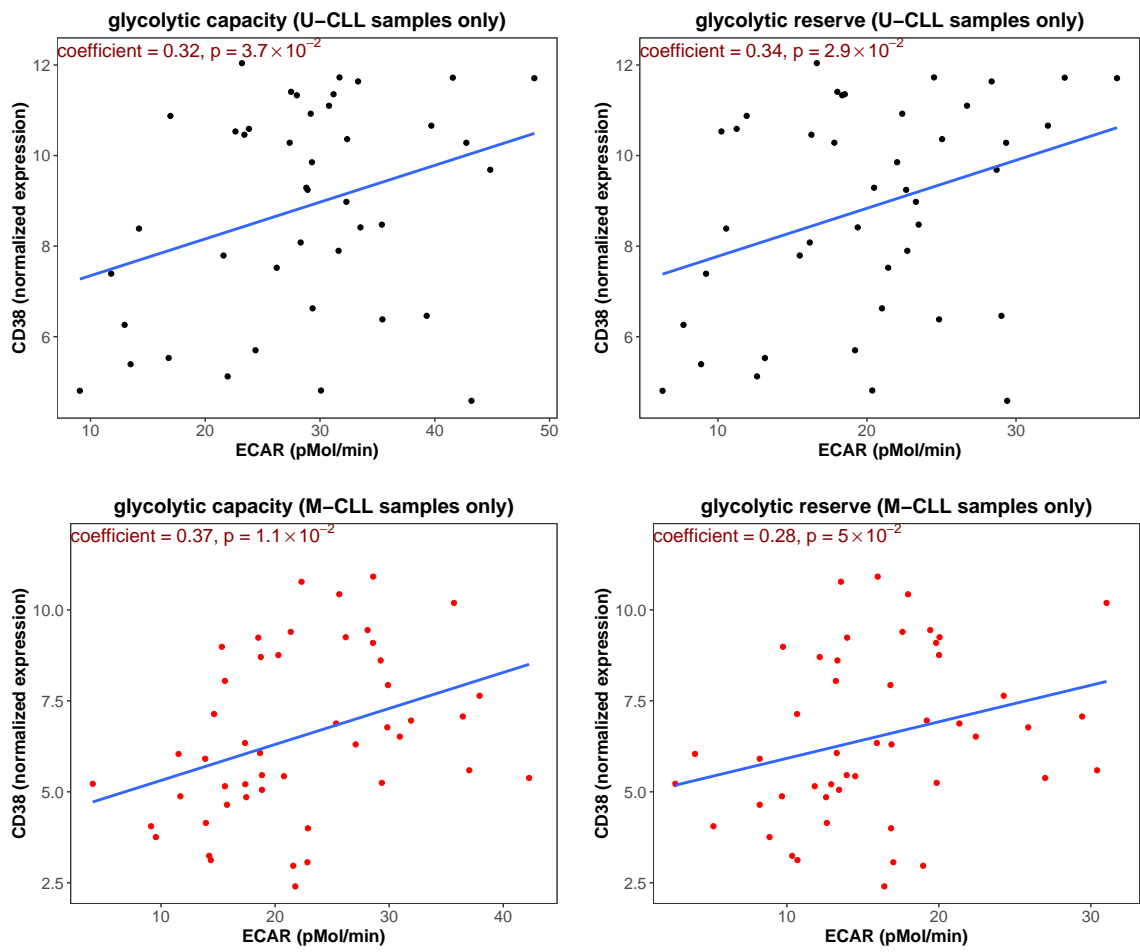 glycolytic capacity (U−CLL samples only)
coefficient = 0.32, p = 3.7 × 10⁻²
12
10
8
6
CD38 (normalized expression)
10 20 30 40 50
ECAR (pMol/min)
glycolytic reserve (U−CLL samples only)
coefficient = 0.34, p = 2.9 × 10⁻²
12
10
8
6
CD38 (normalized expression)
10 20 30
ECAR (pMol/min)
glycolytic capacity (M−CLL samples only)
coefficient = 0.37, p = 1.1 × 10⁻²
10.0
7.5
5.0
2.5
CD38 (normalized expression)
10 20 30 40
ECAR (pMol/min)
glycolytic reserve (M−CLL samples only)
coefficient = 0.28, p = 5 × 10⁻²
10.0
7.5
5.0
2.5
CD38 (normalized expression)
10 20 30
ECAR (pMol/min)